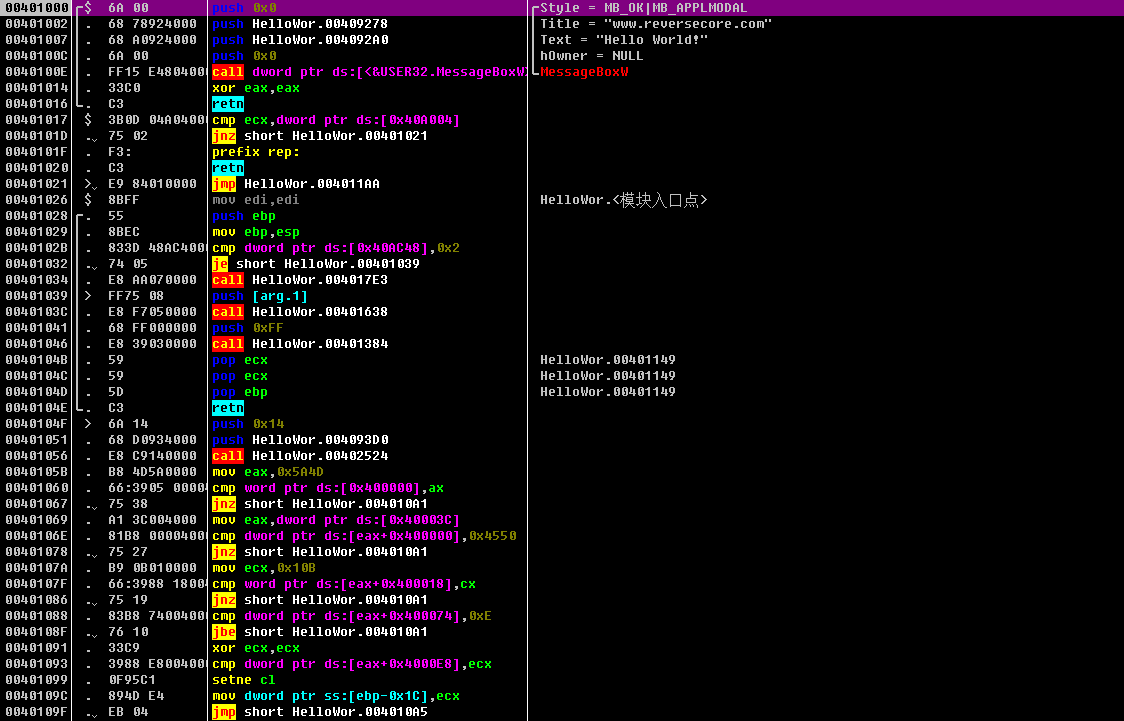 00401000 $ 6A 00 push 0x0 Style = MB_OK|MB_APPLMODAL
00401002 . 68 78924000 push HelloWor.00409278 Title = "www.reversecore.com"
00401007 . 68 A0924000 push HelloWor.004092A0 Text = "Hello World!"
0040100C . 6A 00 push 0x0 hOwner = NULL
0040100E . FF15 E4804000 call dword ptr ds:[<&USER32.MessageBoxW> MessageBoxW
00401014 . 33C0 xor eax,eax
00401016 . C3 retn
00401017 $ 3B0D 04A04000 cmp ecx,dword ptr ds:[0x40A004]
0040101D . 75 02 jnz short HelloWor.00401021
0040101F . F3: prefix rep:
00401020 . C3 retn
00401021 > E9 84010000 jmp HelloWor.004011AA
00401026 $ 8BFF mov edi,edi HelloWor.<模块入口点>
00401028 . 55 push ebp
00401029 . 8BEC mov ebp,esp
0040102B . 833D 48AC4000 cmp dword ptr ds:[0x40AC48],0x2
00401032 . 74 05 je short HelloWor.00401039
00401034 . E8 AA070000 call HelloWor.004017E3
00401039 > FF75 08 push [arg.1]
0040103C . E8 F7050000 call HelloWor.00401638
00401041 . 68 FF000000 push 0xFF
00401046 . E8 39030000 call HelloWor.00401384
0040104B . 59 pop ecx HelloWor.00401149
0040104C . 59 pop ecx HelloWor.00401149
0040104D . 5D pop ebp HelloWor.00401149
0040104E . C3 retn
0040104F > 6A 14 push 0x14
00401051 . 68 D0934000 push HelloWor.004093D0
00401056 . E8 C9140000 call HelloWor.00402524
0040105B . B8 4D5A0000 mov eax,0x5A4D
00401060 . 66:3905 00004 cmp word ptr ds:[0x400000],ax
00401067 . 75 38 jnz short HelloWor.004010A1
00401069 . A1 3C004000 mov eax,dword ptr ds:[0x40003C]
0040106E . 81B8 00004000 cmp dword ptr ds:[eax+0x400000],0x4550
00401078 . 75 27 jnz short HelloWor.004010A1
0040107A . B9 0B010000 mov ecx,0x10B
0040107F . 66:3988 18004 cmp word ptr ds:[eax+0x400018],cx
00401086 . 75 19 jnz short HelloWor.004010A1
00401088 . 83B8 74004000 cmp dword ptr ds:[eax+0x400074],0xE
0040108F . 76 10 jbe short HelloWor.004010A1
00401091 . 33C9 xor ecx,ecx
00401093 . 3988 E8004000 cmp dword ptr ds:[eax+0x4000E8],ecx
00401099 . 0F95C1 setne cl
0040109C . 894D E4 mov dword ptr ss:[ebp-0x1C],ecx
0040109F . EB 04 jmp short HelloWor.004010A5